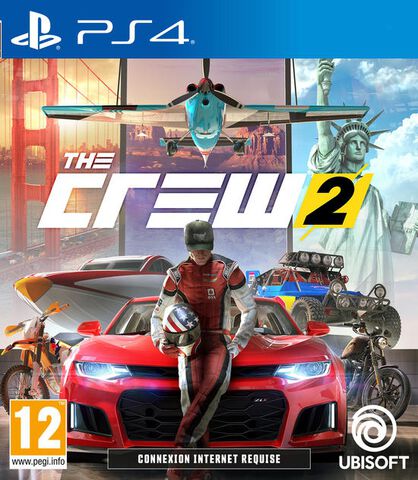 PS4
THE
CREW 2
12
www.pegi.info
CONNEXION INTERNET REQUISE
UBISOFT